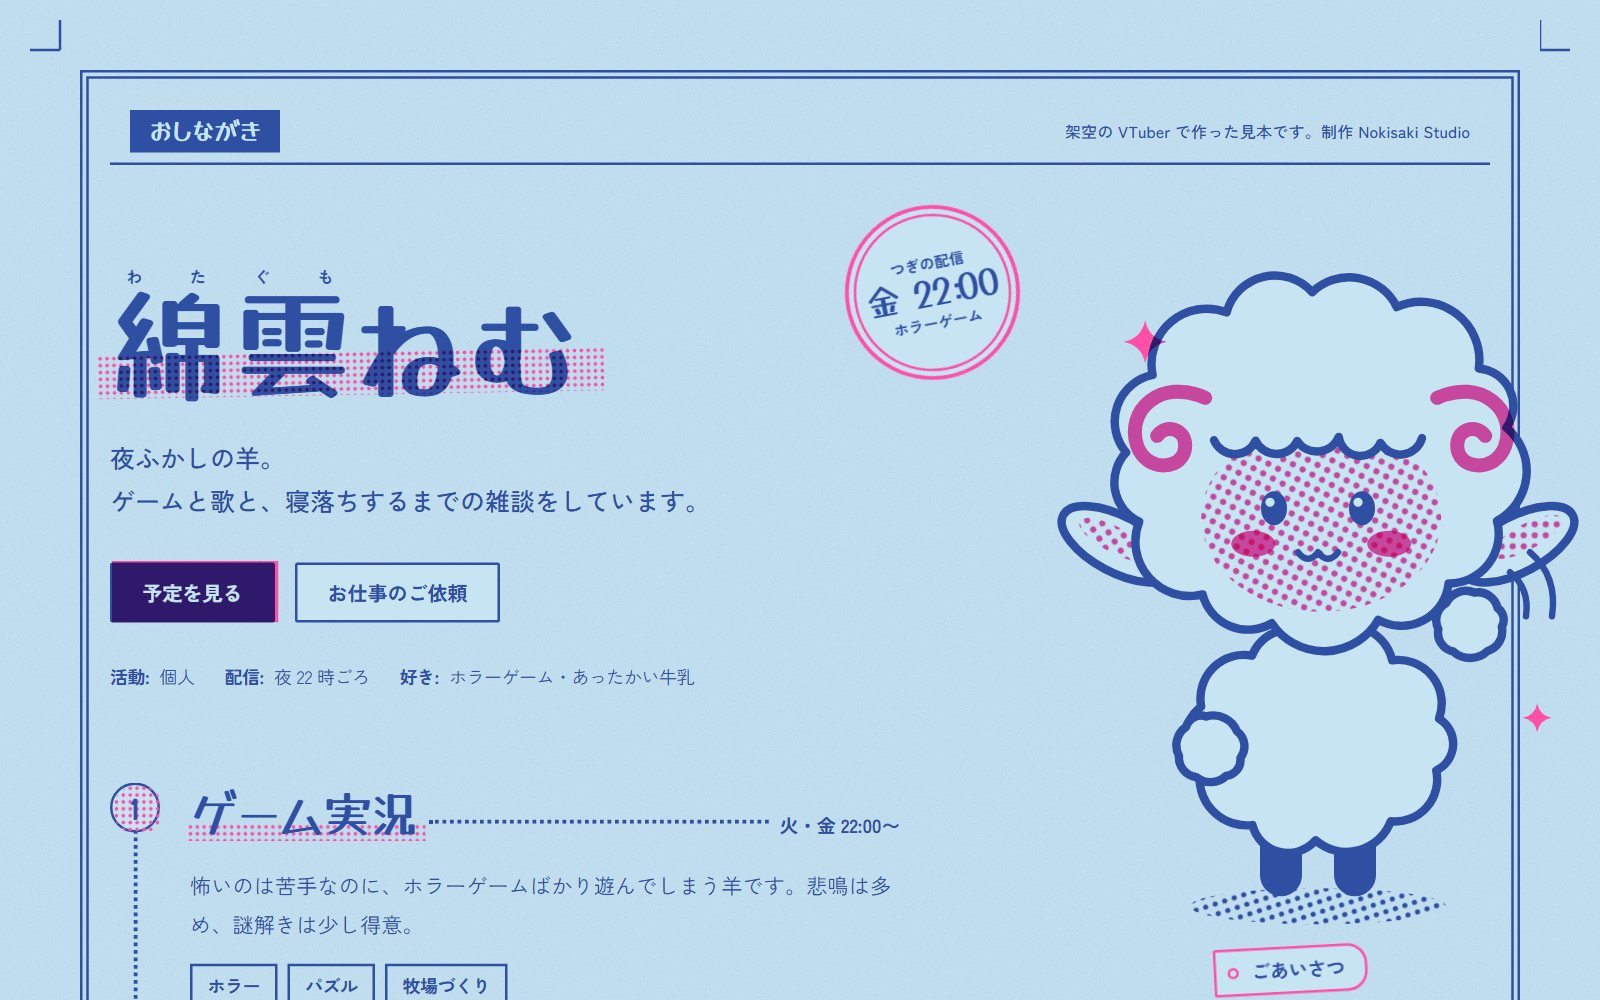 おしながき
架空の VTuber で作った見本です。制作 Nokisaki Studio
つぎの配信
金 22:00
ホラーゲーム
わたぐも
綿雲ねむ
夜ふかしの羊。
ゲームと歌と、寝落ちするまでの雑談をしています。
予定を見る
お仕事のご依頼
活動: 個人 配信: 夜 22 時ごろ 好き: ホラーゲーム・あったかい牛乳
1
ゲーム実況
火・金 22:00〜
怖いのは苦手なのに、ホラーゲームばかり遊んでしまう羊です。悲鳴は多
め、謎解きは少し得意。
ホラー
パズル
牧場づくり
ごあいさつ